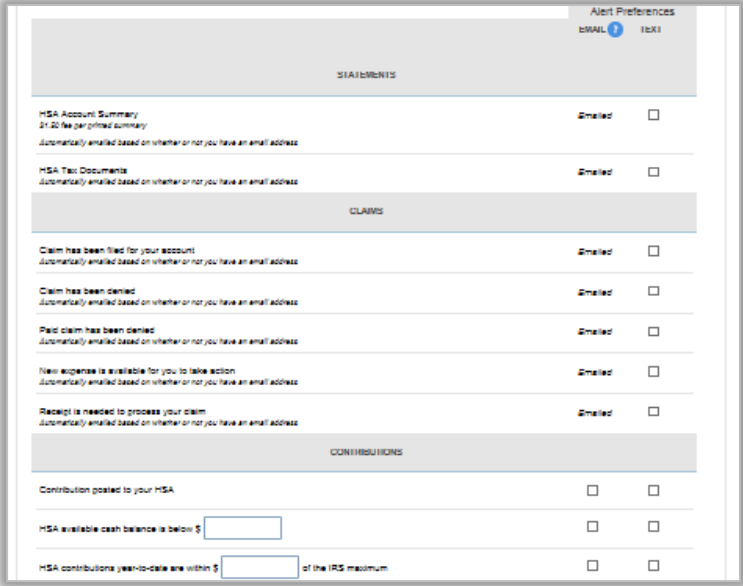 Alert Preferences
EMAIL ? TEXT
STATEMENTS
HSA Account Summary
$1.50 fee per printed summary
Automatically emailed based on whether or not you have an email address
Emailed
HSA Tax Documents
Automatically emailed based on whether or not you have an email address
Emailed
CLAIMS
Claim has been filed for your account
Automatically emailed based on whether or not you have an email address
Emailed
Claim has been denied
Automatically emailed based on whether or not you have an email address
Emailed
Paid claim has been denied
Automatically emailed based on whether or not you have an email address
Emailed
New expense is available for you to take action
Automatically emailed based on whether or not you have an email address
Emailed
Receipt is needed to process your claim
Automatically emailed based on whether or not you have an email address
Emailed
CONTRIBUTIONS
Contribution posted to your HSA
HSA available cash balance is below $
HSA contributions year-to-date are within $ of the IRS maximum